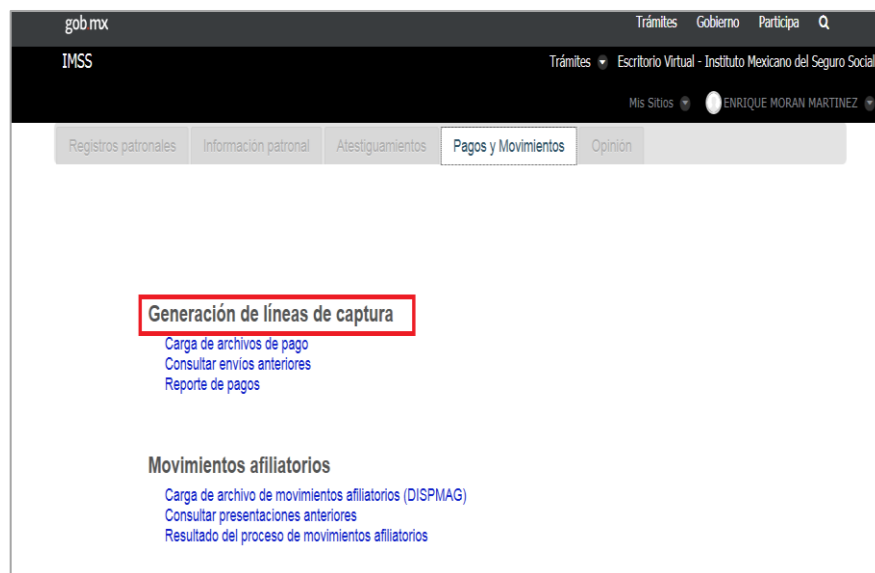 gob mx
Trámites Gobierno Participa
IMSS
Trámites Escritorio Virtual - Instituto Mexicano del Seguro Social
Mis Sitios ENRIQUE MORAN MARTINEZ
Registros patronales Información patronal Atestiguamientos Pagos y Movimientos Opinión
Generación de líneas de captura
Carga de archivos de pago
Consultar envíos anteriores
Reporte de pagos
Movimientos afiliatorios
Carga de archivo de movimientos afiliatorios (DISPMAG)
Consultar presentaciones anteriores
Resultado del proceso de movimientos afiliatorios